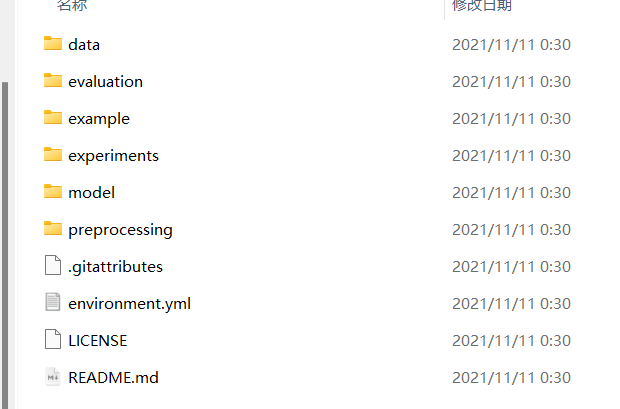 名称 修改日期
data 2021/11/11 0:30
evaluation 2021/11/11 0:30
example 2021/11/11 0:30
experiments 2021/11/11 0:30
model 2021/11/11 0:30
preprocessing 2021/11/11 0:30
.gitattributes 2021/11/11 0:30
environment.yml 2021/11/11 0:30
LICENSE 2021/11/11 0:30
README.md 2021/11/11 0:30